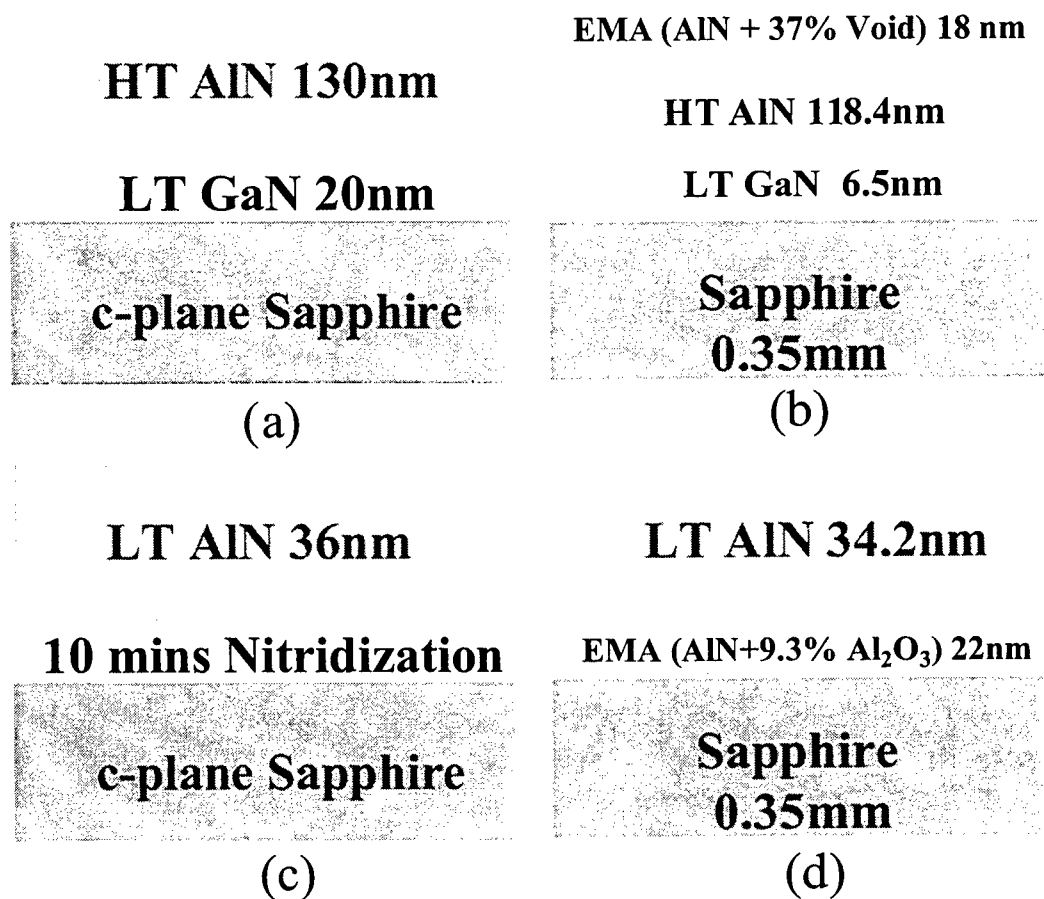 HT AlN 130nm
LT GaN 20nm
c-plane Sapphire
(a)
EMA (AlN + 37% Void) 18 nm
HT AlN 118.4nm
LT GaN 6.5nm
Sapphire
0.35mm
(b)
LT AlN 36nm
10 mins Nitridization
c-plane Sapphire
(c)
LT AlN 34.2nm
EMA (AlN+9.3% Al₂O₃) 22nm
Sapphire
0.35mm
(d)